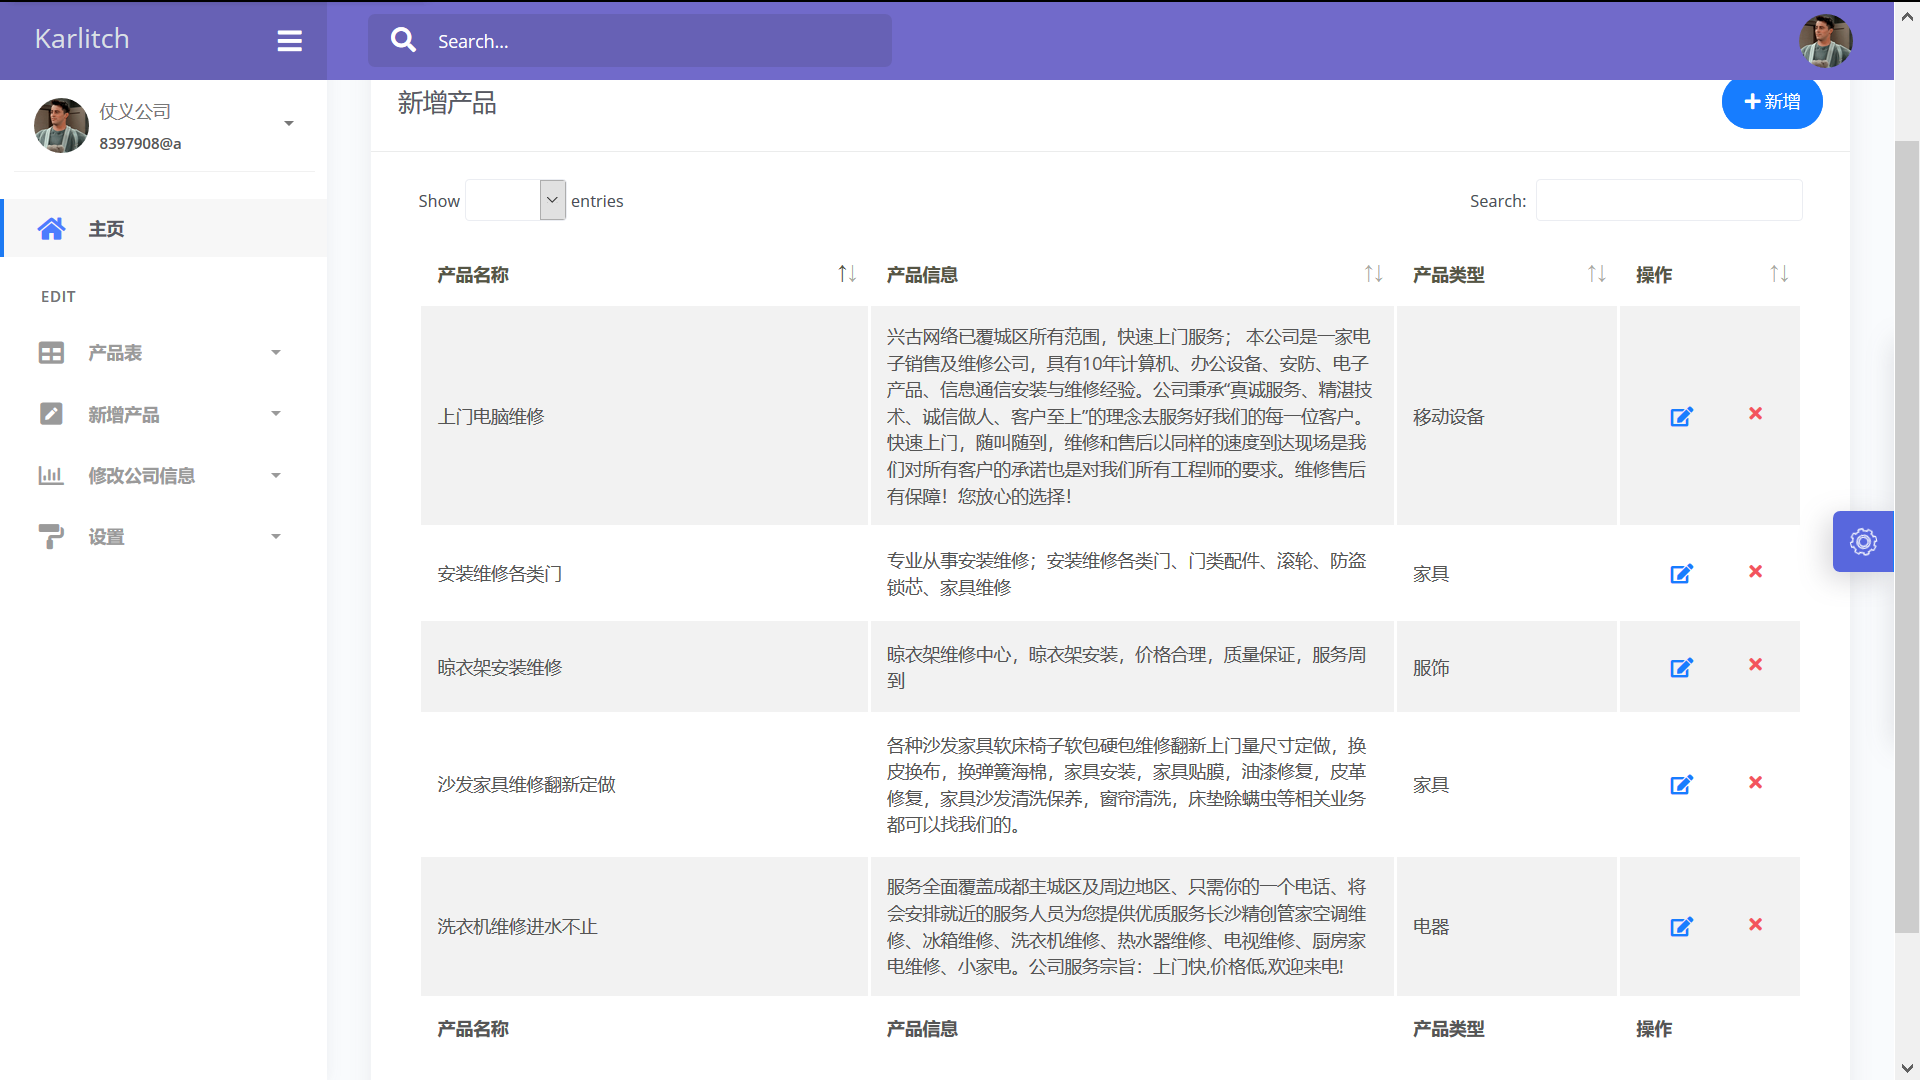 Karlitch
Search...
仗义公司
8397908@a
主页
EDIT
产品表
新增产品
修改公司信息
设置
新增产品
新增
Show
entries
Search:
产品名称
产品信息
产品类型
操作
上门电脑维修
兴古网络已覆城区所有范围，快速上门服务； 本公司是一家电
子销售及维修公司，具有10年计算机、办公设备、安防、电子
产品、信息通信安装与维修经验。公司秉承“真诚服务、精湛技
术、诚信做人、客户至上”的理念去服务好我们的每一位客户。
快速上门，随叫随到，维修和售后以同样的速度到达现场是我
们对所有客户的承诺也是对我们所有工程师的要求。维修售后
有保障！您放心的选择！
移动设备
安装维修各类门
专业从事安装维修；安装维修各类门、门类配件、滚轮、防盗
锁芯、家具维修
家具
晾衣架安装维修
晾衣架维修中心，晾衣架安装，价格合理，质量保证，服务周
到
服饰
沙发家具维修翻新定做
各种沙发家具软床椅子软包硬包维修翻新上门量尺寸定做，换
皮换布，换弹簧海棉，家具安装，家具贴膜，油漆修复，皮革
修复，家具沙发清洗保养，窗帘清洗，床垫除螨虫等相关业务
都可以找我们的。
家具
洗衣机维修进水不止
服务全面覆盖成都主城区及周边地区、只需你的一个电话、将
会安排就近的服务人员为您提供优质服务长沙精创管家空调维
修、冰箱维修、洗衣机维修、热水器维修、电视维修、厨房家
电维修、小家电。公司服务宗旨：上门快,价格低,欢迎来电!
电器
产品名称
产品信息
产品类型
操作